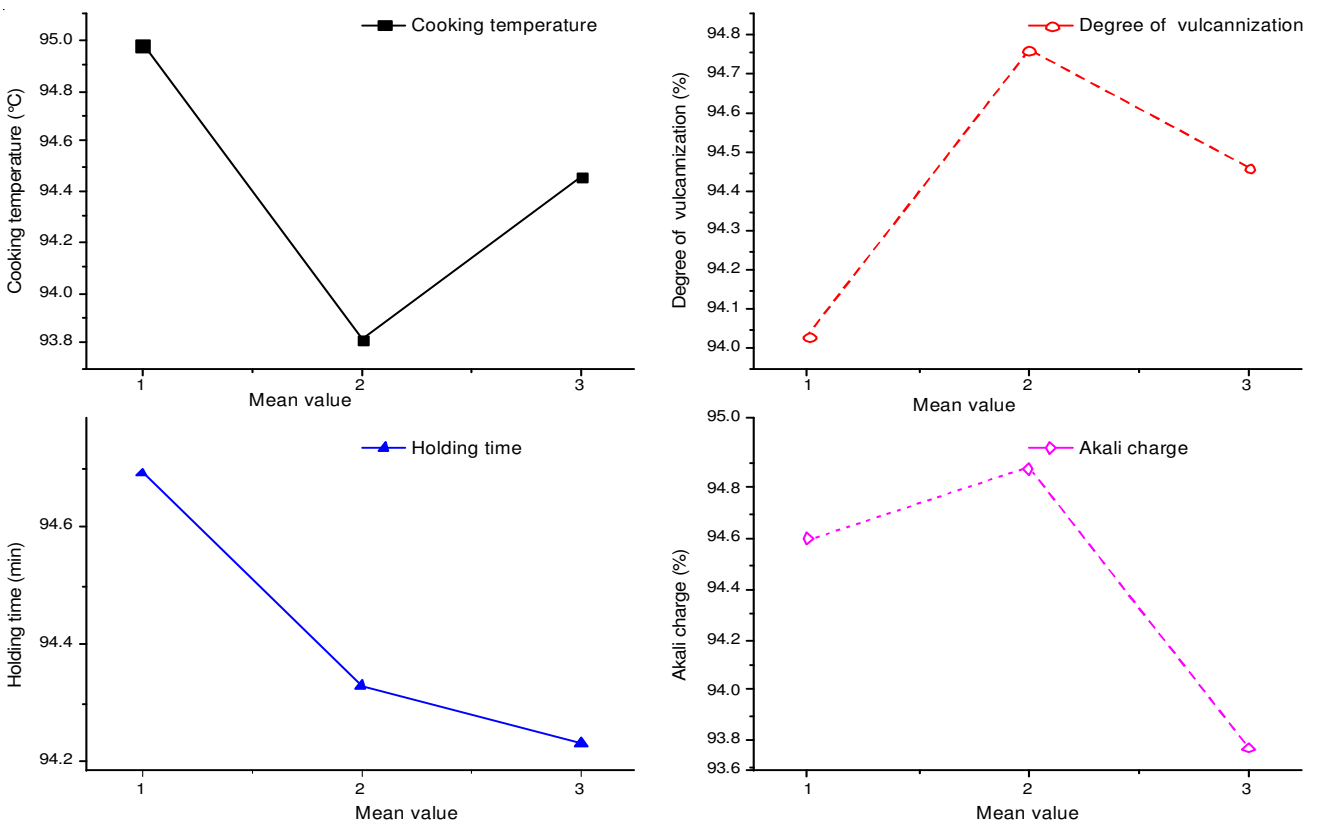 Cooking temperature
Cooking temperature (°C)
95.0
94.8
94.6
94.4
94.2
94.0
93.8
1 2 3
Mean value
Degree of vulcannization
Degree of vulcannization (%)
94.8
94.7
94.6
94.5
94.4
94.3
94.2
94.1
94.0
1 2 3
Mean value
Holding time
Holding time (min)
94.6
94.4
94.2
1 2 3
Mean value
Akali charge
Akali charge (%)
95.0
94.8
94.6
94.4
94.2
94.0
93.8
93.6
1 2 3
Mean value